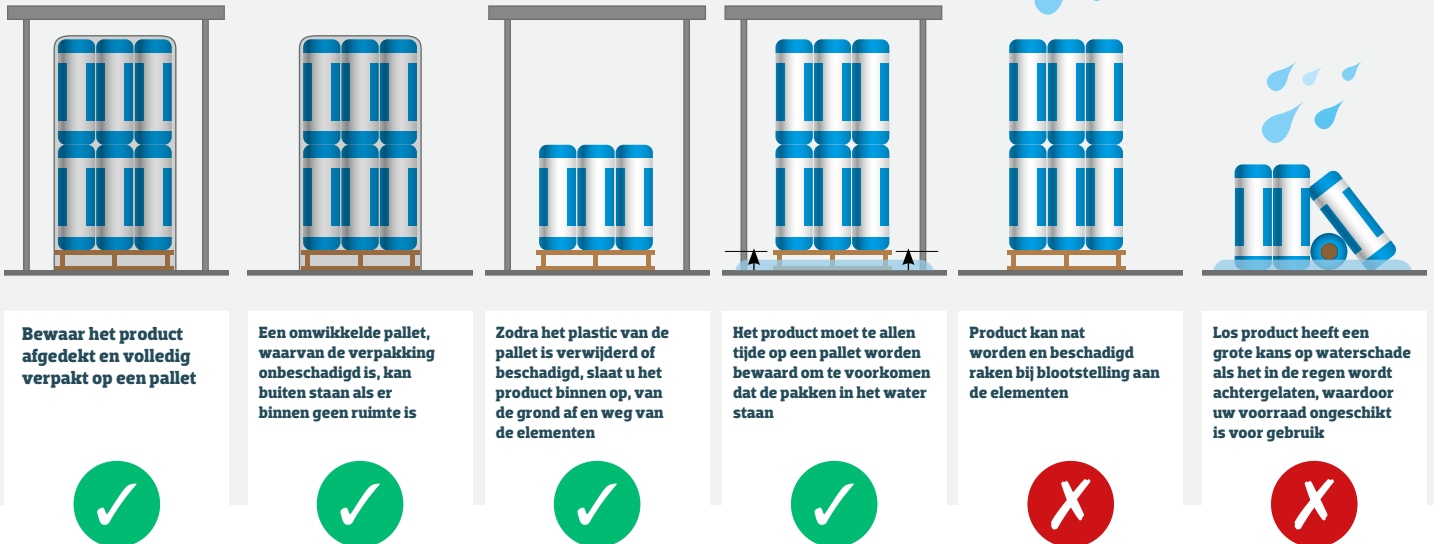 Bewaar het product
afgedekt en volledig
verpakt op een pallet
Een omwikkelde pallet,
waarvan de verpakking
onbeschadigd is, kan
buiten staan als er
binnen geen ruimte is
Zodra het plastic van de
pallet is verwijderd of
beschadigd, slaat u het
product binnen op, van
de grond af en weg van
de elementen
Het product moet te allen
tijde op een pallet worden
bewaard om te voorkomen
dat de pakken in het water
staan
Product kan nat
worden en beschadigd
raken bij blootstelling aan
de elementen
Los product heeft een
grote kans op waterschade
als het in de regen wordt
achtergelaten, waardoor
uw voorraad ongeschikt
is voor gebruik